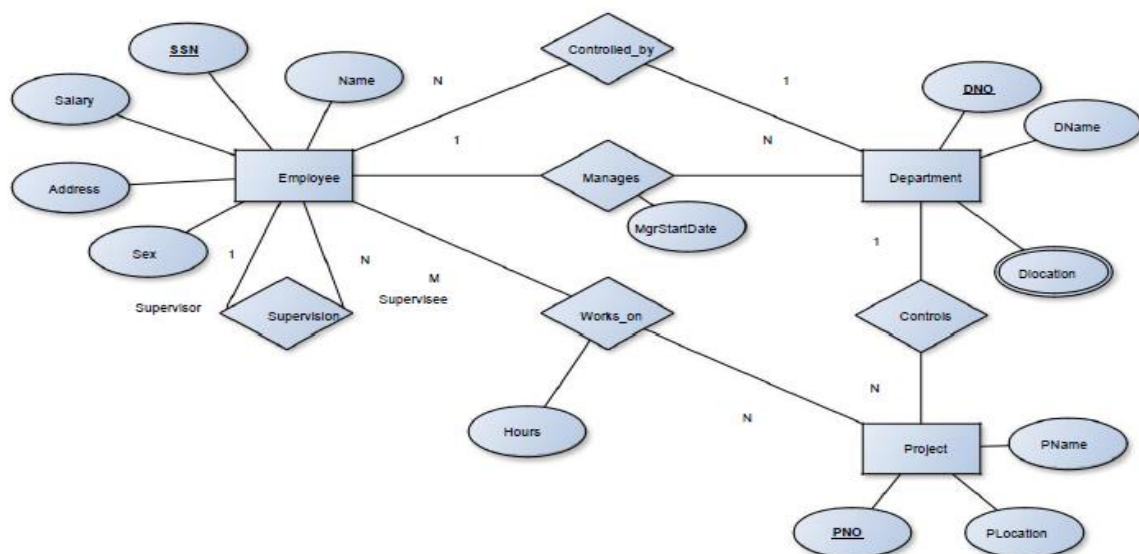 SSN
Controlled_by
Name
N
DNO
Salary
1
DName
1
N
Employee
Manages
Department
Address
MgrStartDate
Sex
1
N
1
M
Dlocation
Supervisor
Supervisee
Supervision
Works_on
Controls
N
Hours
N
PName
Project
PNO
PLocation